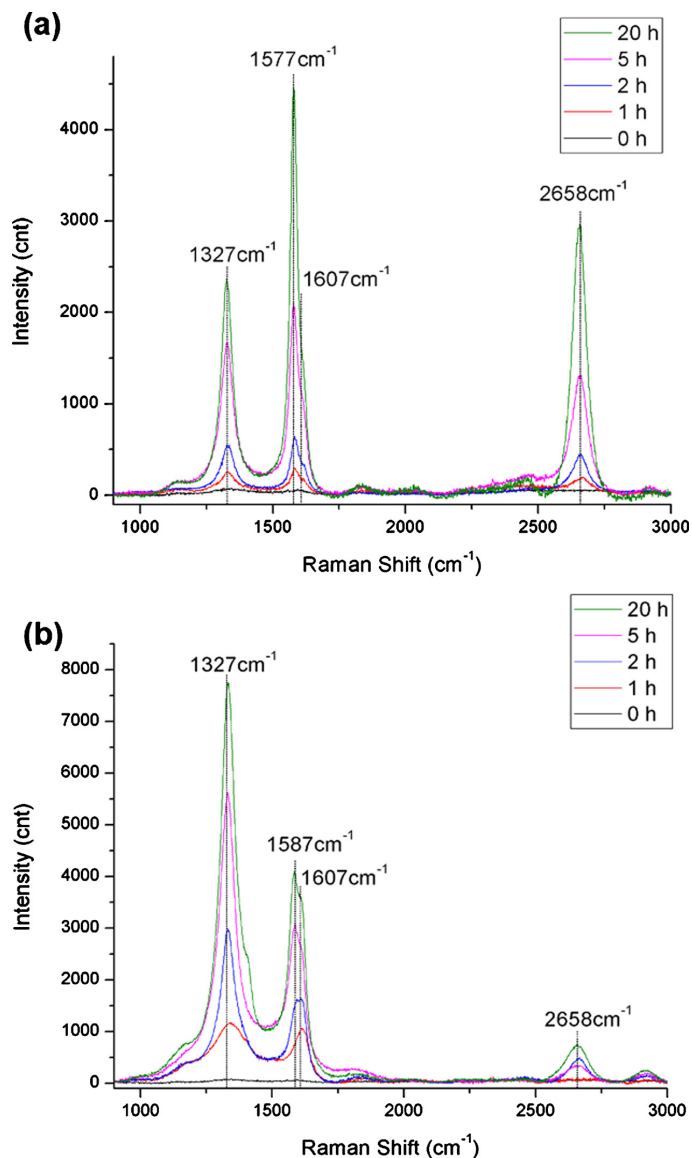 (a)
1577cm⁻¹
20 h
5 h
2 h
1 h
0 h
4000
3000
2000
1000
0
Intensity (cnt)
2658cm⁻¹
1327cm⁻¹
1607cm⁻¹
1000 1500 2000 2500 3000
Raman Shift (cm⁻¹)
(b)
20 h
5 h
2 h
1 h
0 h
8000
7000
6000
5000
4000
3000
2000
1000
0
Intensity (cnt)
1327cm⁻¹
1587cm⁻¹
1607cm⁻¹
2658cm⁻¹
1000 1500 2000 2500 3000
Raman Shift (cm⁻¹)